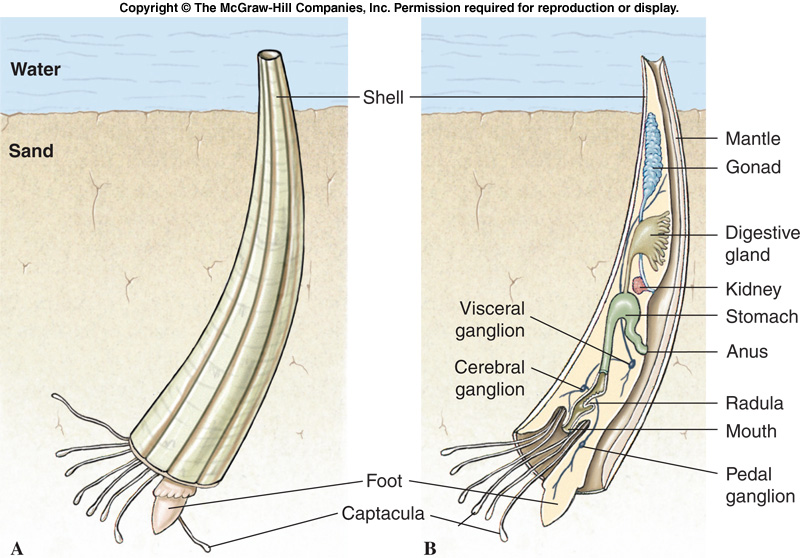 Copyright © The McGraw-Hill Companies, Inc. Permission required for reproduction or display.
Water
Shell
Sand
Mantle
Gonad
Digestive
gland
Kidney
Visceral
ganglion
Stomach
Anus
Cerebral
ganglion
Radula
Mouth
Pedal
ganglion
Foot
Captacula
A
B